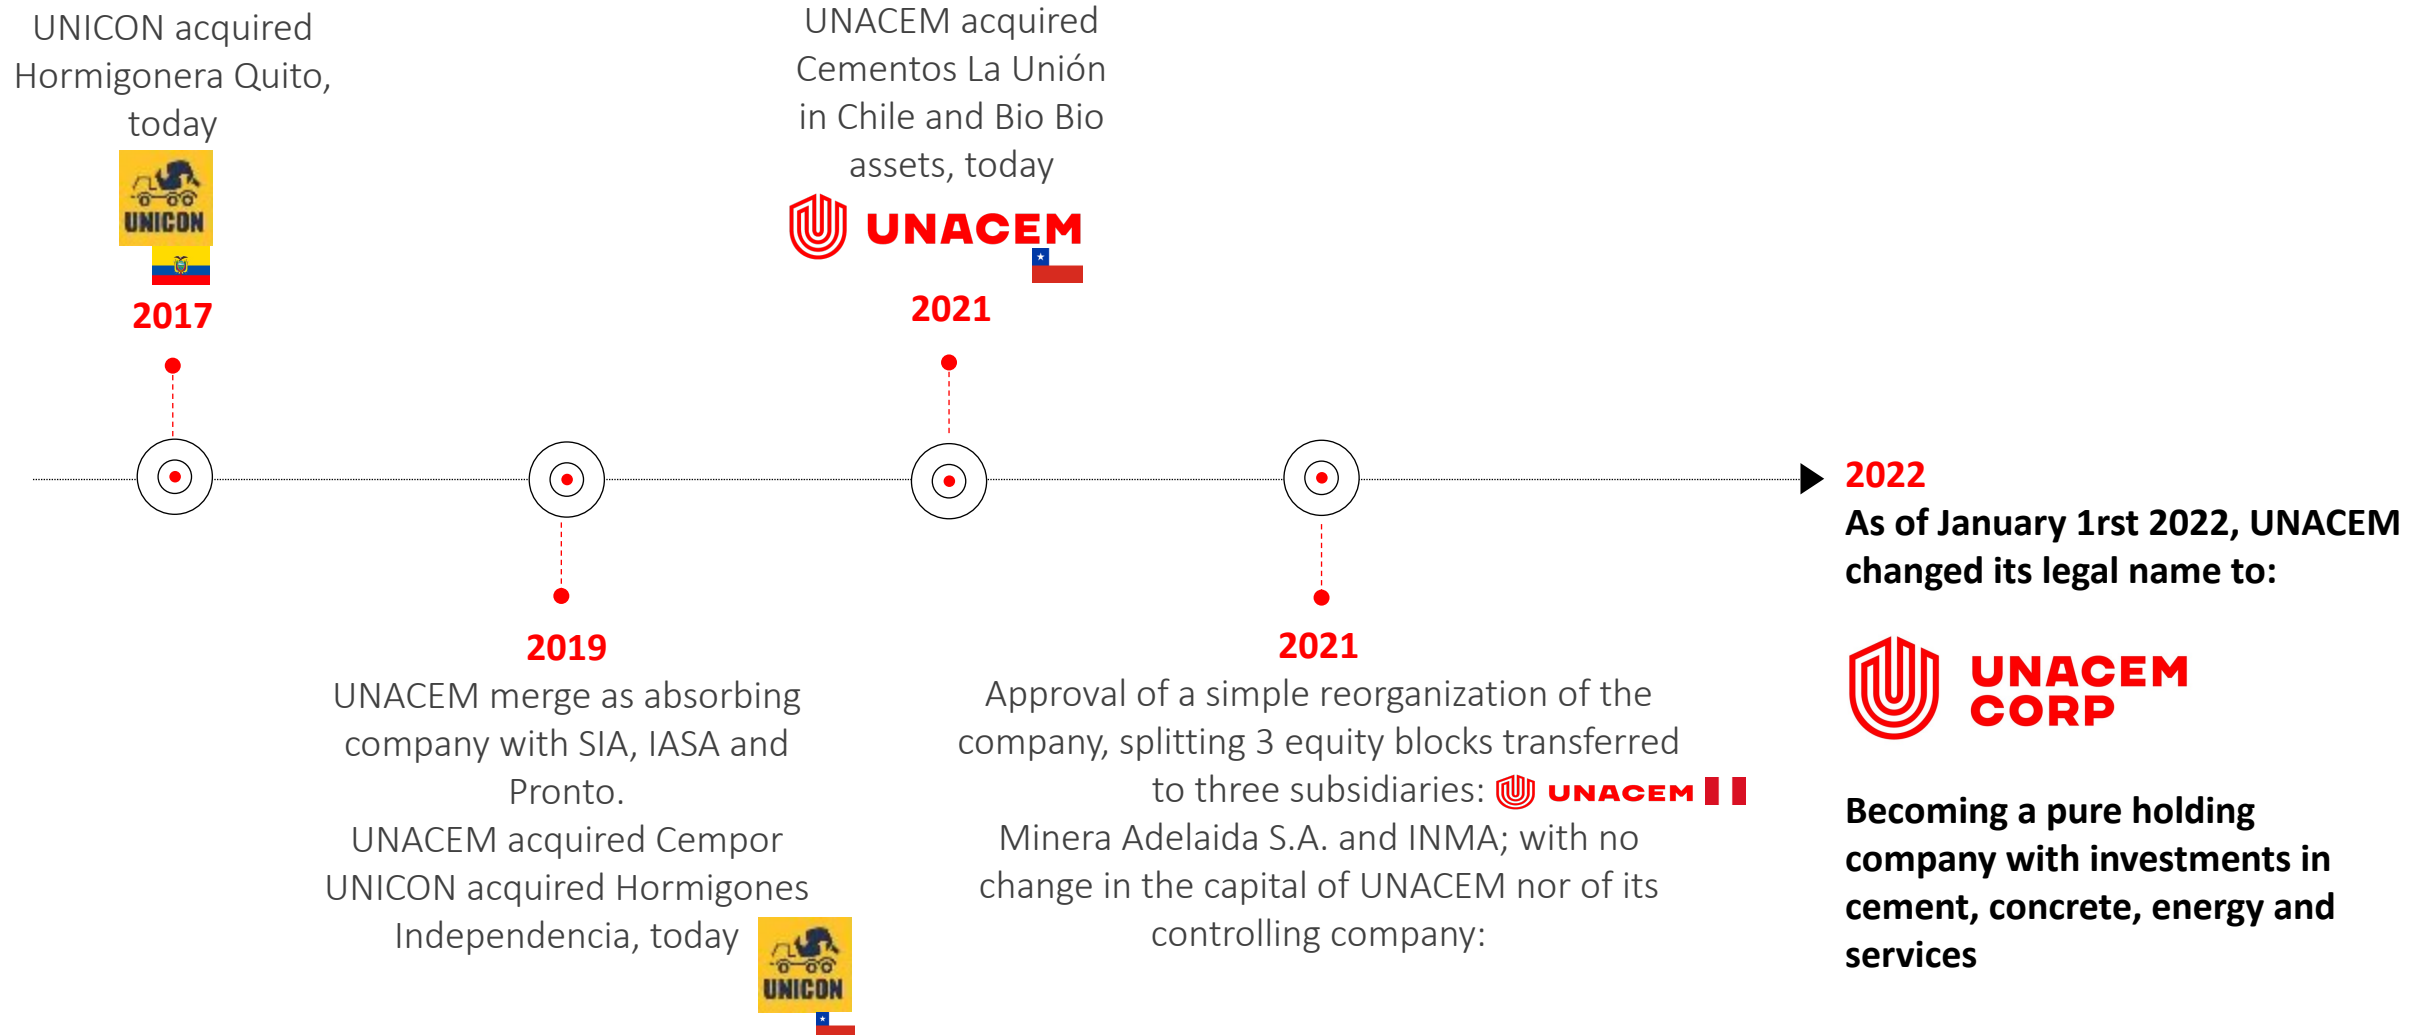 UNICON acquired
Hormigonera Quito,
today
UNICON
2017
2019
UNACEM merge as absorbing
company with SIA, IASA and
Pronto.
UNACEM acquired Cempor
UNICON acquired Hormigones
Independencia, today
UNICON
UNACEM acquired
Cementos La Unión
in Chile and Bio Bio
assets, today
UNACEM
2021
2021
Approval of a simple reorganization of the
company, splitting 3 equity blocks transferred
to three subsidiaries: UNACEM
Minera Adelaida S.A. and INMA; with no
change in the capital of UNACEM nor of its
controlling company:
2022
As of January 1rst 2022, UNACEM
changed its legal name to:
UNACEM
CORP
Becoming a pure holding
company with investments in
cement, concrete, energy and
services